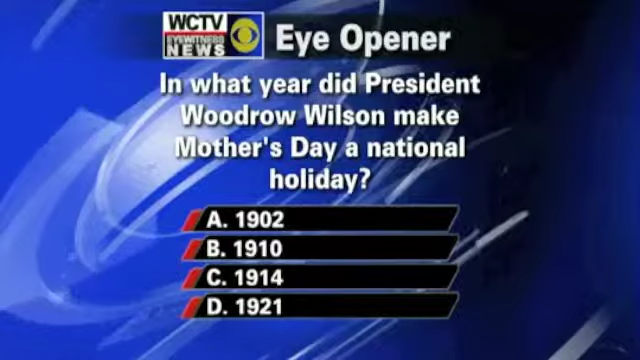 WCTV
EYEWITNESS
NEWS
Eye Opener
In what year did President
Woodrow Wilson make
Mother's Day a national
holiday?
A. 1902
B. 1910
C. 1914
D. 1921